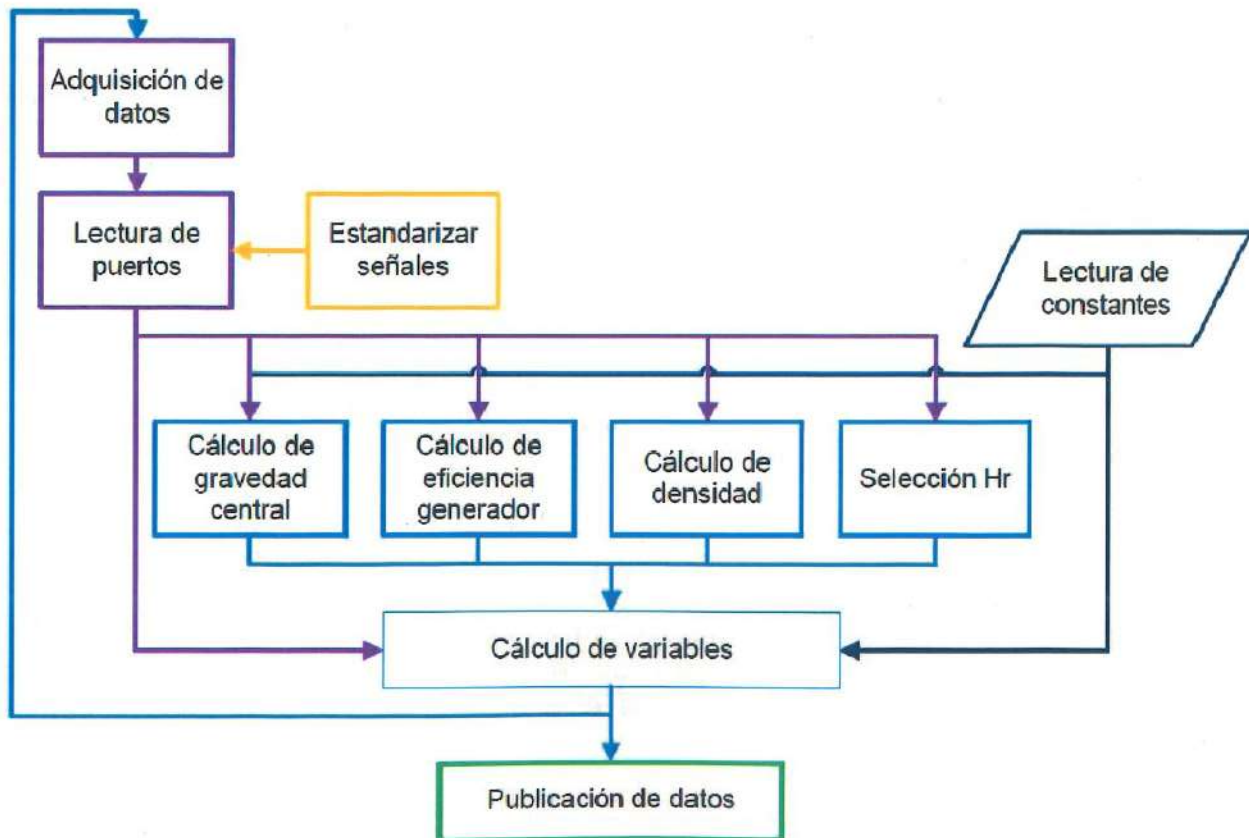 Adquisición de
datos
Lectura de
puertos
Estandarizar
señales
Lectura de
constantes
Cálculo de
gravedad
central
Cálculo de
eficiencia
generador
Cálculo de
densidad
Selección Hr
Cálculo de variables
Publicación de datos